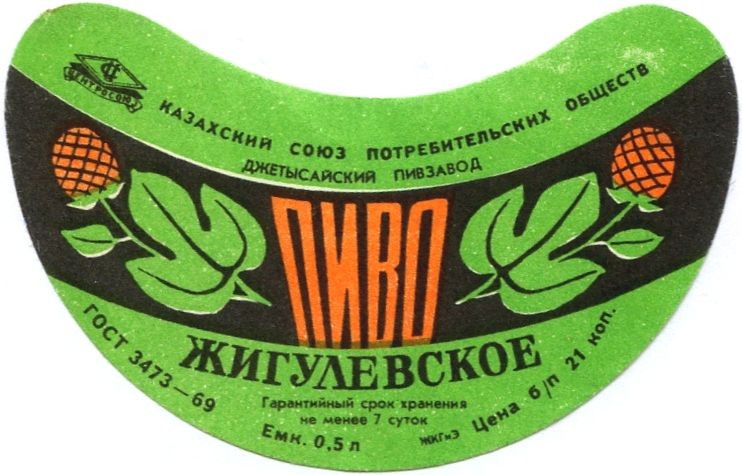 ЦЕНТРОСОЮЗ
КАЗАХСКИЙ СОЮЗ ПОТРЕБИТЕЛЬСКИХ ОБЩЕСТВ
ДЖЕТЫСАЙСКИЙ ПИВЗАВОД
ПИВО
ЖИГУЛЕВСКОЕ
ГОСТ 3473—69
Гарантийный срок хранения
не менее 7 суток
Емк. 0,5 л
ЖКГиЗ
Цена б/п 21 коп.